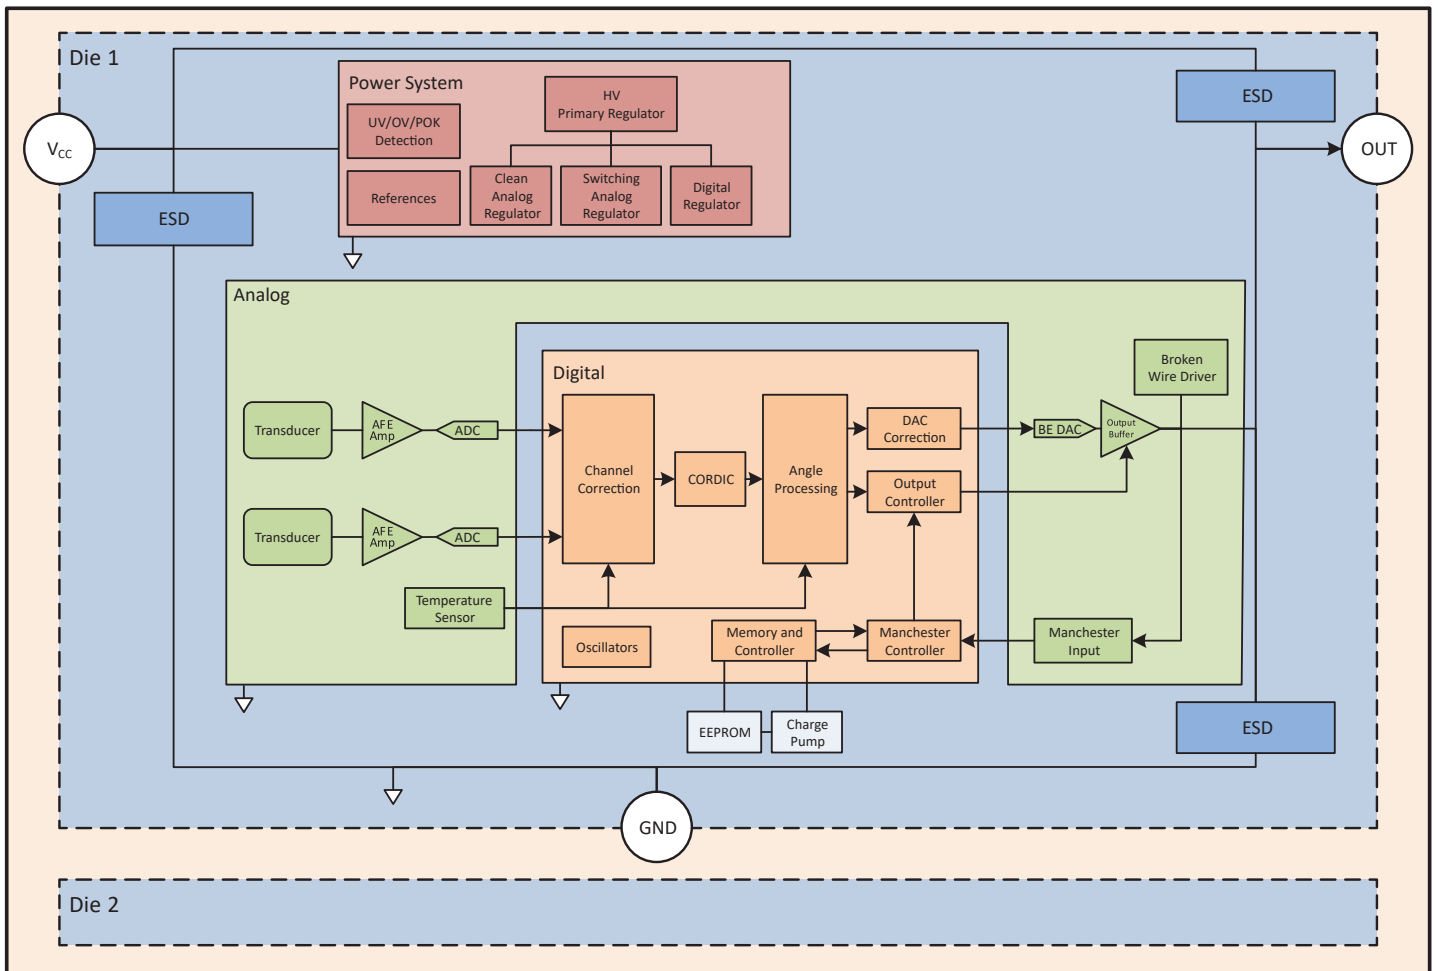 Die 1
Power System
HV
Primary Regulator
UV/OV/POK
Detection
References
Clean
Analog
Regulator
Switching
Analog
Regulator
Digital
Regulator
ESD
V_CC
OUT
ESD
Analog
Digital
Broken
Wire Driver
Transducer
AFE
Amp
ADC
Channel
Correction
CORDIC
Angle
Processing
DAC
Correction
BE DAC
Output
Buffer
Output
Controller
Transducer
AFE
Amp
ADC
Temperature
Sensor
Oscillators
Memory and
Controller
Manchester
Controller
Manchester
Input
EEPROM
Charge
Pump
ESD
GND
Die 2